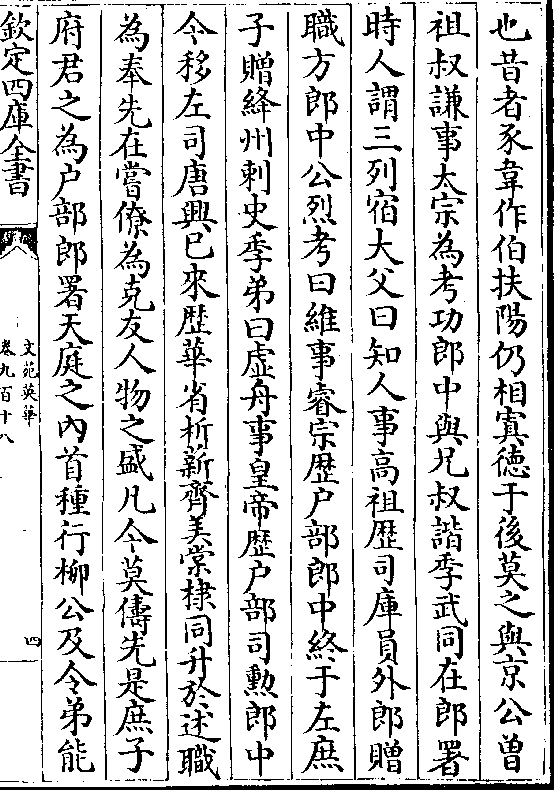 也昔者豕韋作伯扶陽仍相寘徳于後莫之與京公曽
祖叔謙事太宗為考功郎中與兄叔諧季武同在郎署
時人謂三列宿大父曰知人事高祖歴司庫員外郎贈
職方郎中公烈考曰維事睿宗歴户部郎中終于左庶
子贈絳州刺史季弟曰虚舟事皇帝歴户部司勲郎中
今移左司唐興已來歴華省析新齊美棠棣同升於述職
為奉先在嘗僚為克友人物之盛凡今莫儔先是庶子
府君之為户部郎署天庭之内首種行柳公及令弟能
欽定四庫全書
文苑英華
卷九百十八
四